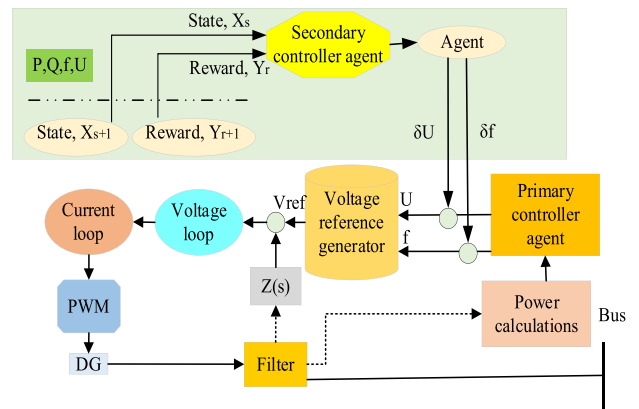 State, Xs
Secondary
controller agent
Agent
P,Q,f,U
Reward, Yr
State, Xs+1
Reward, Yr+1
δU
δf
Current
loop
Voltage
loop
Vref
Voltage
reference
generator
U
f
Primary
controller
agent
PWM
Z(s)
Power
calculations
Bus
DG
Filter